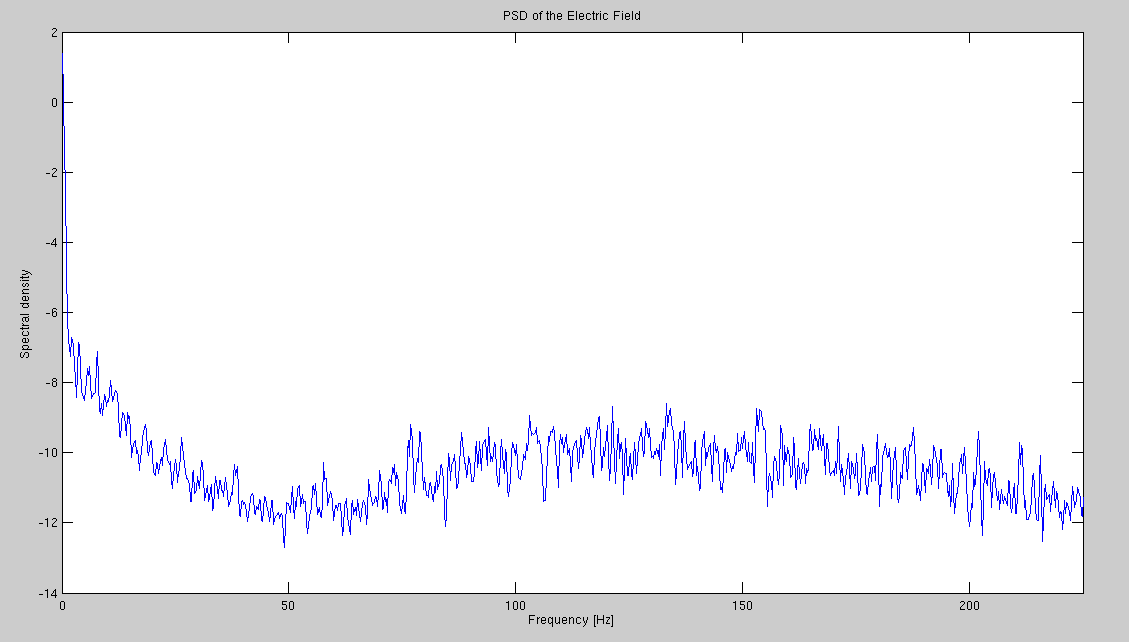 PSD of the Electric Field
2
0
-2
-4
-6
-8
-10
-12
-14
Spectral density
0 50 100 150 200
Frequency [Hz]